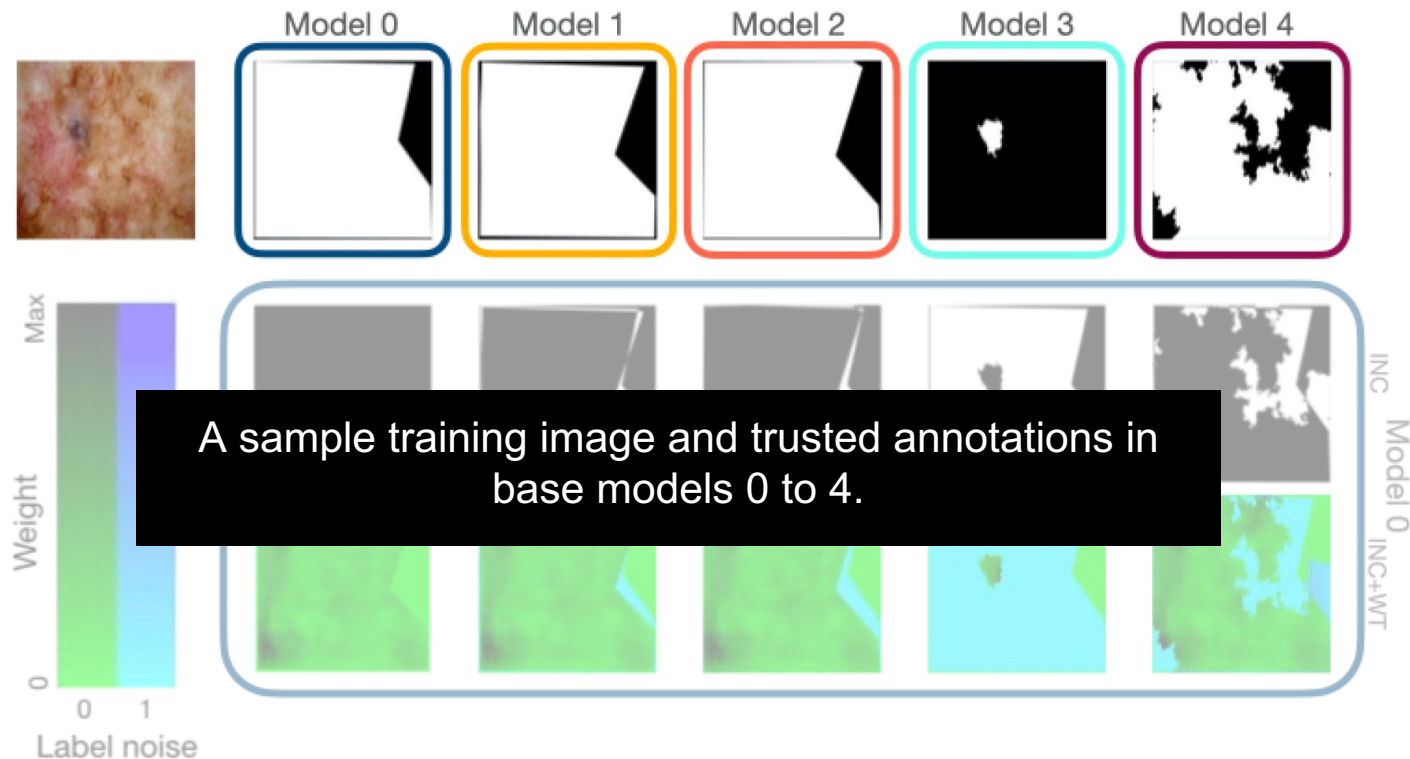 Model 0
Model 1
Model 2
Model 3
Model 4
Max
Weight
0
0
1
Label noise
A sample training image and trusted annotations in
base models 0 to 4.
INC
INC+WT
Model 0